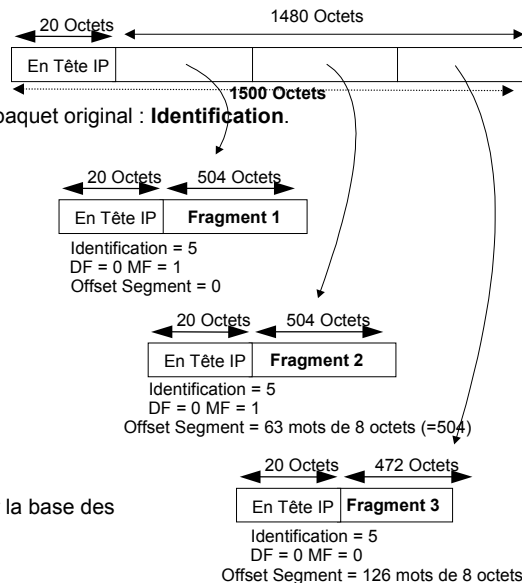 20 Octets
1480 Octets
En Tête IP
1500 Octets
paquet original : Identification.
20 Octets 504 Octets
En Tête IP Fragment 1
Identification = 5
DF = 0 MF = 1
Offset Segment = 0
20 Octets 504 Octets
En Tête IP Fragment 2
Identification = 5
DF = 0 MF = 1
Offset Segment = 63 mots de 8 octets (=504)
20 Octets 472 Octets
la base des
En Tête IP Fragment 3
Identification = 5
DF = 0 MF = 0
Offset Segment = 126 mots de 8 octets